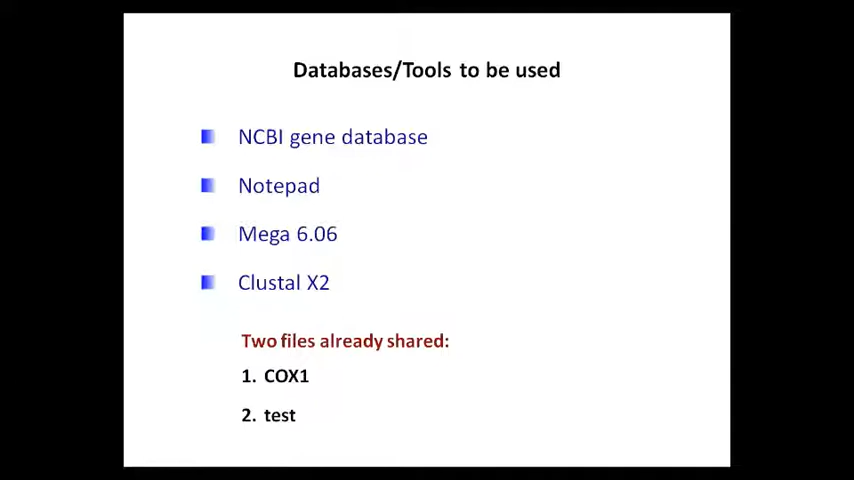 Databases/Tools to be used
NCBI gene database
Notepad
Mega 6.06
Clustal X2
Two files already shared:
1. COX1
2. test